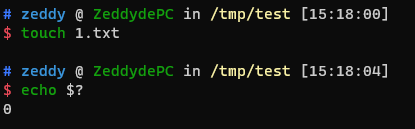 # zeddy @ ZeddydePC in /tmp/test [15:18:00]
$ touch 1.txt
# zeddy @ ZeddydePC in /tmp/test [15:18:04]
$ echo $?
0